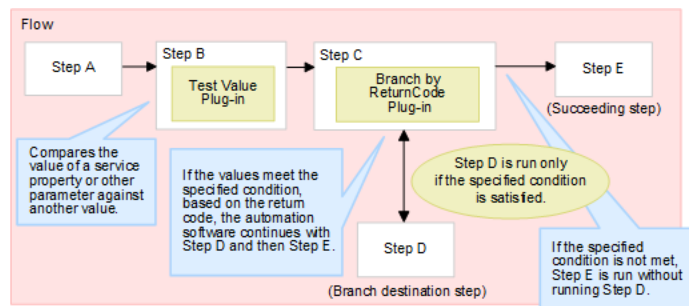 Flow
Step A
Step B
Test Value
Plug-in
Step C
Branch by
ReturnCode
Plug-in
Step E
(Succeeding step)
Compares the
value of a service
property or other
parameter against
another value.
If the values meet the
specified condition,
based on the return
code, the automation
software continues with
Step D and then Step E.
Step D is run only
if the specified condition
is satisfied.
Step D
(Branch destination step)
If the specified
condition is not met,
Step E is run without
running Step D.